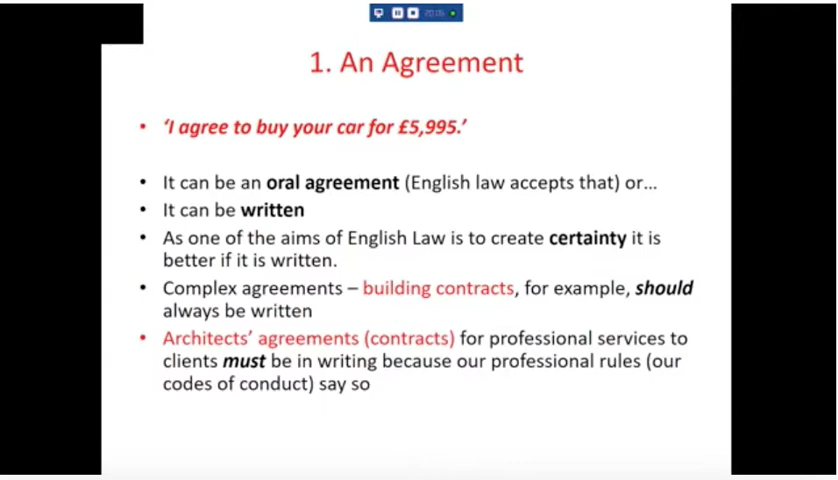 1. An Agreement
• ‘I agree to buy your car for £5,995.’
• It can be an oral agreement (English law accepts that) or…
• It can be written
• As one of the aims of English Law is to create certainty it is
better if it is written.
• Complex agreements – building contracts, for example, should
always be written
• Architects’ agreements (contracts) for professional services to
clients must be in writing because our professional rules (our
codes of conduct) say so